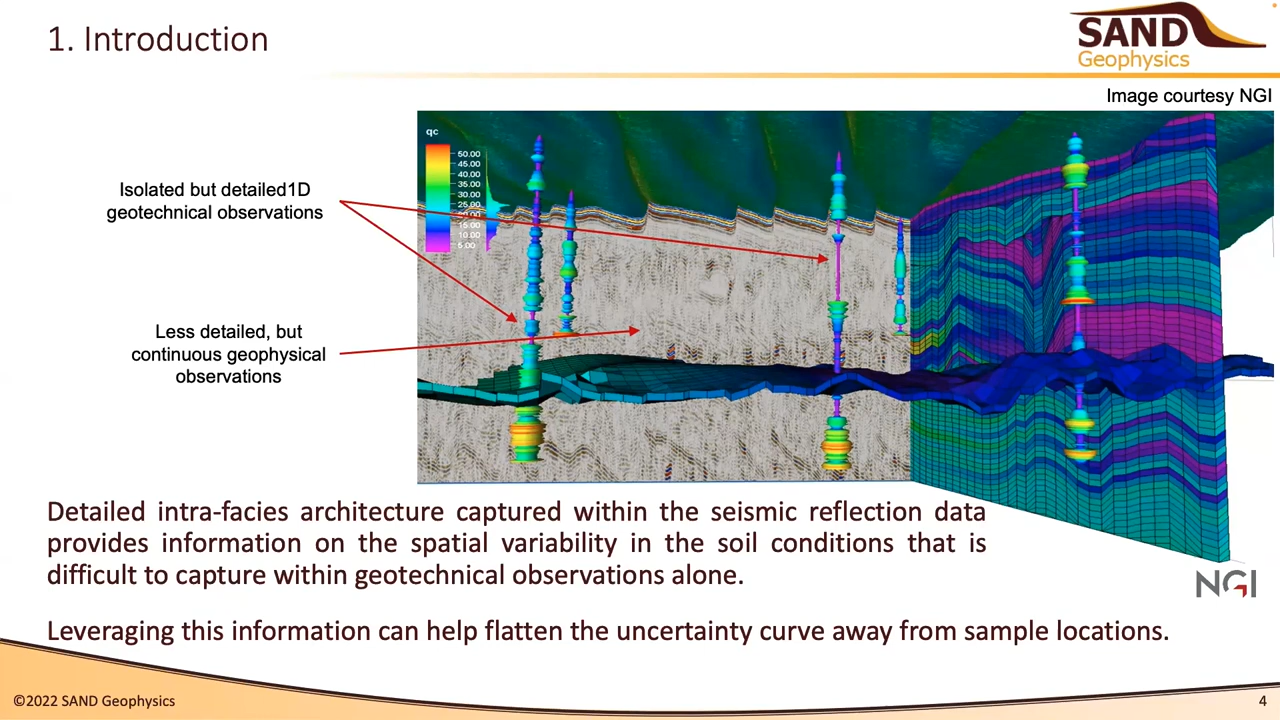 1. Introduction
SAND
Geophysics
Image courtesy NGI
qc
50.00
45.00
40.00
35.00
30.00
25.00
20.00
15.00
10.00
5.00
Isolated but detailed1D
geotechnical observations
Less detailed, but
continuous geophysical
observations
Detailed intra-facies architecture captured within the seismic reflection data
provides information on the spatial variability in the soil conditions that is
difficult to capture within geotechnical observations alone.
NGI
Leveraging this information can help flatten the uncertainty curve away from sample locations.
©2022 SAND Geophysics
4